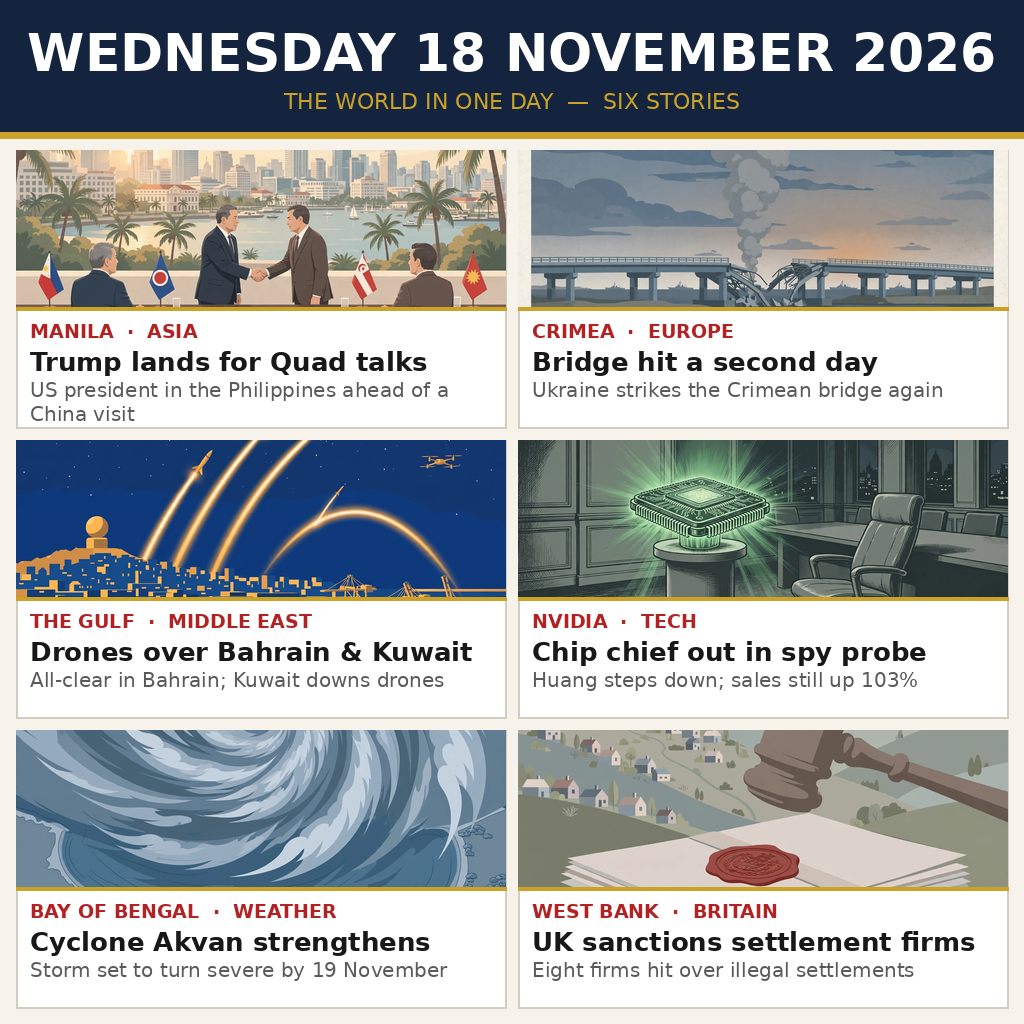 WEDNESDAY 18 NOVEMBER 2026
THE WORLD IN ONE DAY — SIX STORIES
MANILA · ASIA
Trump lands for Quad talks
US president in the Philippines ahead of a
China visit
CRIMEA · EUROPE
Bridge hit a second day
Ukraine strikes the Crimean bridge again
THE GULF · MIDDLE EAST
Drones over Bahrain & Kuwait
All-clear in Bahrain; Kuwait downs drones
NVIDIA · TECH
Chip chief out in spy probe
Huang steps down; sales still up 103%
BAY OF BENGAL · WEATHER
Cyclone Akvan strengthens
Storm set to turn severe by 19 November
WEST BANK · BRITAIN
UK sanctions settlement firms
Eight firms hit over illegal settlements